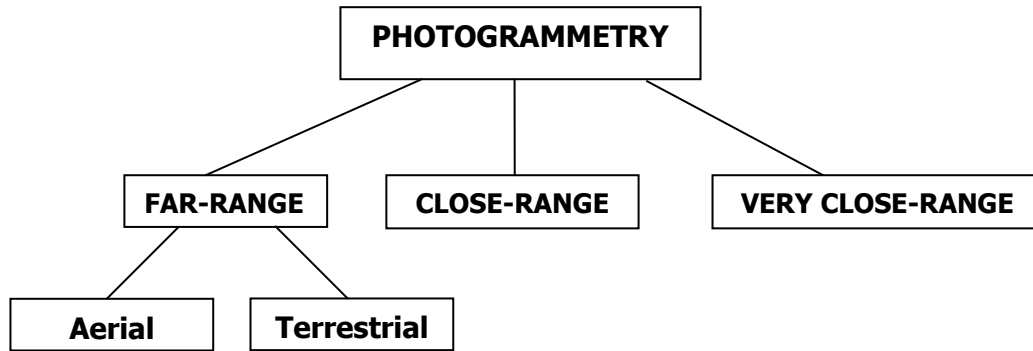 PHOTOGRAMMETRY
FAR-RANGE
CLOSE-RANGE
VERY CLOSE-RANGE
Aerial
Terrestrial